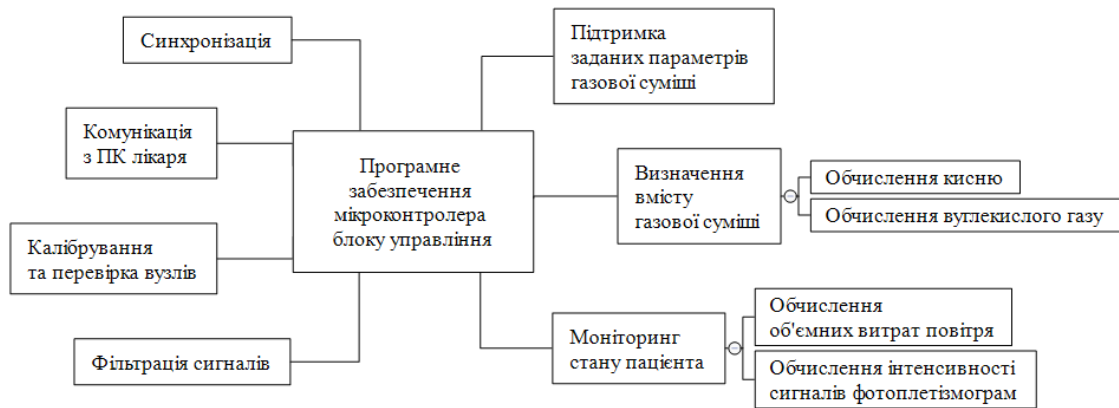 Синхронізація
Комунікація
з ПК лікаря
Калібрування
та перевірка вузлів
Фільтрація сигналів
Програмне
забезпечення
мікроконтролера
блоку управління
Підтримка
заданих параметрів
газової суміші
Визначення
вмісту
газової суміші
Обчислення кисню
Обчислення вуглекислого газу
Моніторинг
стану пацієнта
Обчислення
об'ємних витрат повітря
Обчислення інтенсивності
сигналів фотоплетізмограм